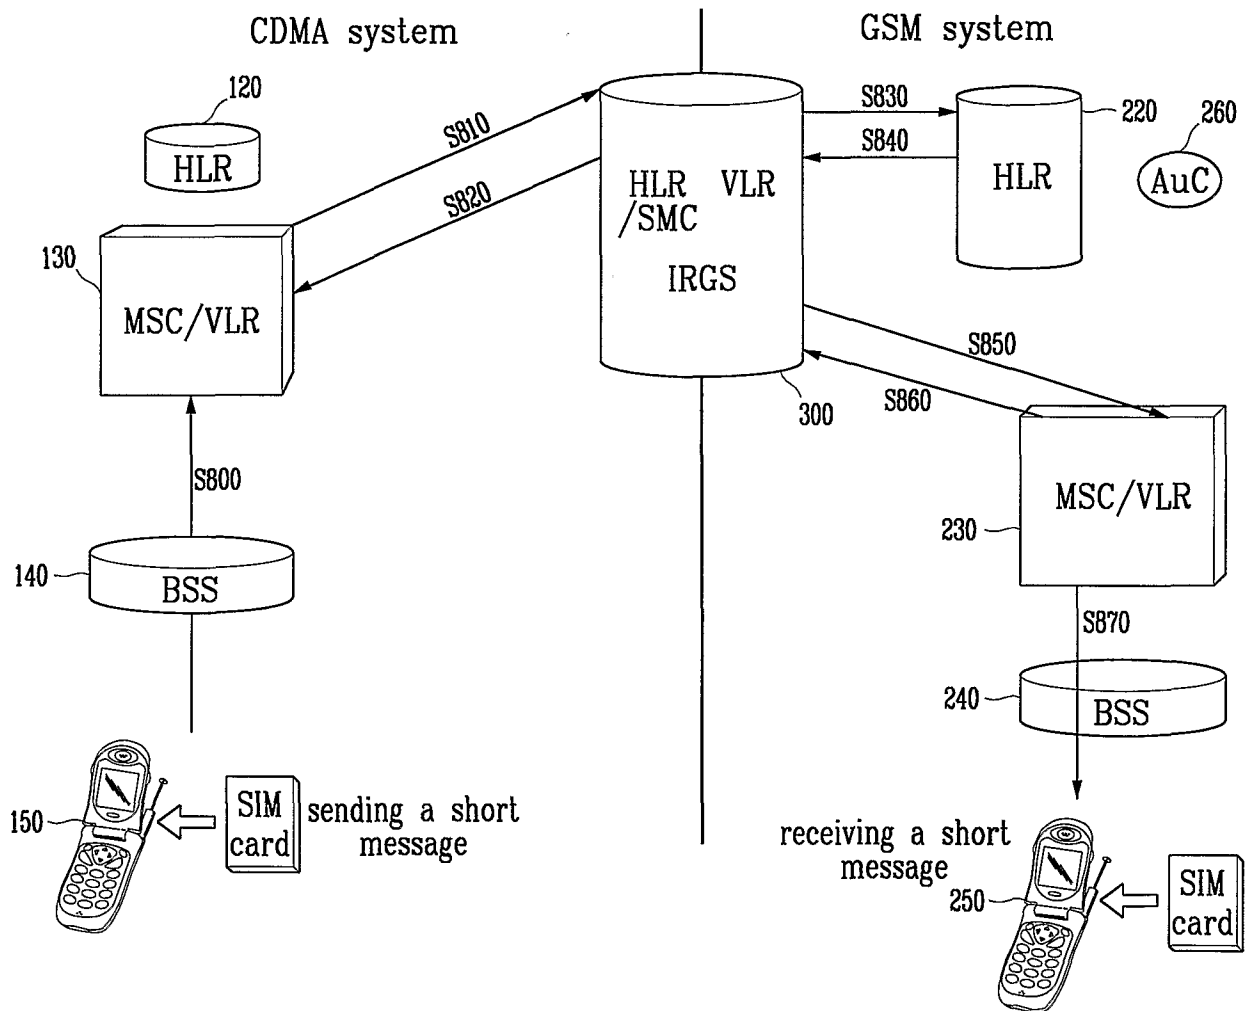 CDMA system
GSM system
120
HLR
S810
S820
130
MSC/VLR
HLR VLR
/SMC
IRGS
300
S830
S840
220
HLR
260
AuC
S850
S860
S800
140
BSS
230
MSC/VLR
S870
240
BSS
150
SIM
card
sending a short
message
receiving a short
message
250
SIM
card